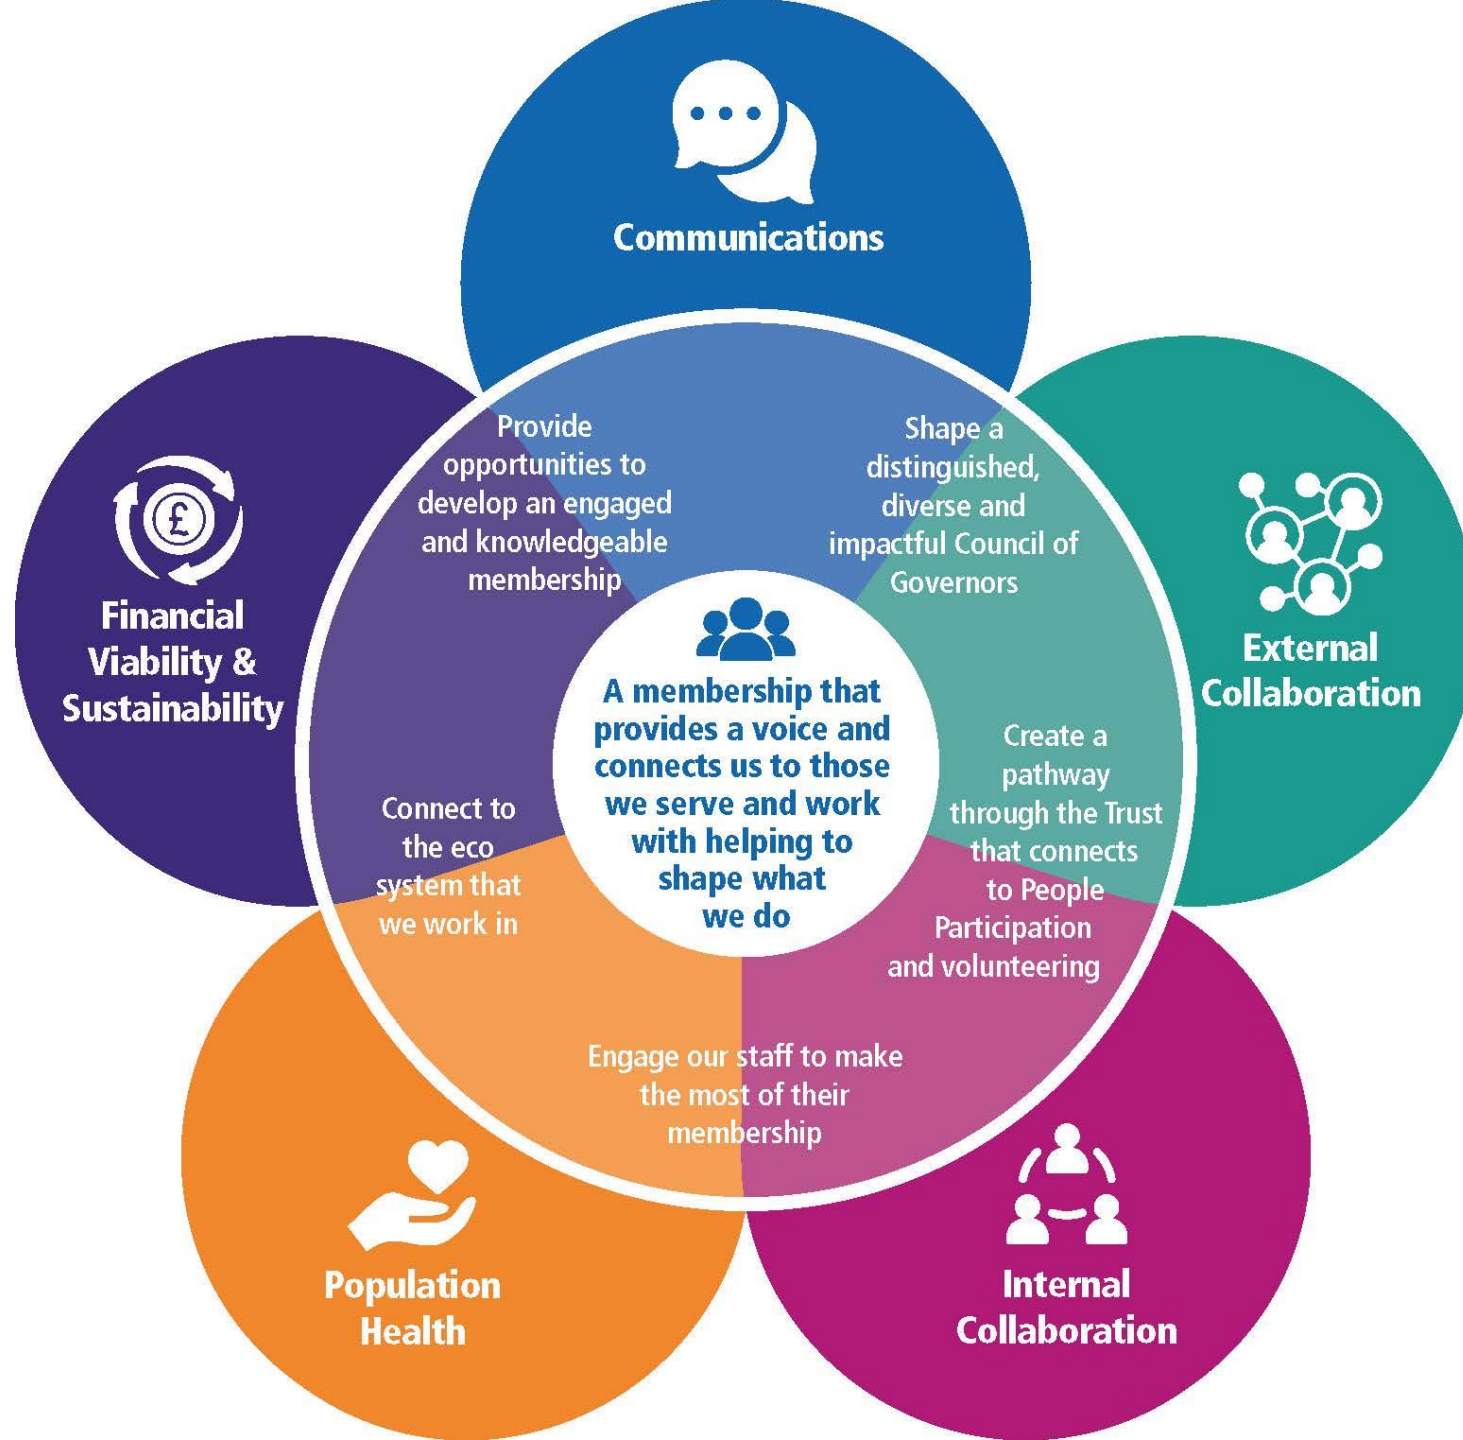 Communications
Provide
opportunities to
develop an engaged
and knowledgeable
membership
Shape a
distinguished,
diverse and
impactful Council of
Governors
£
Financial
Viability &
Sustainability
External
Collaboration
A membership that
provides a voice and
connects us to those
we serve and work
with helping to
shape what
we do
Create a
pathway
through the Trust
that connects
to People
Participation
and volunteering
Connect to
the eco
system that
we work in
Engage our staff to make
the most of their
membership
Population
Health
Internal
Collaboration